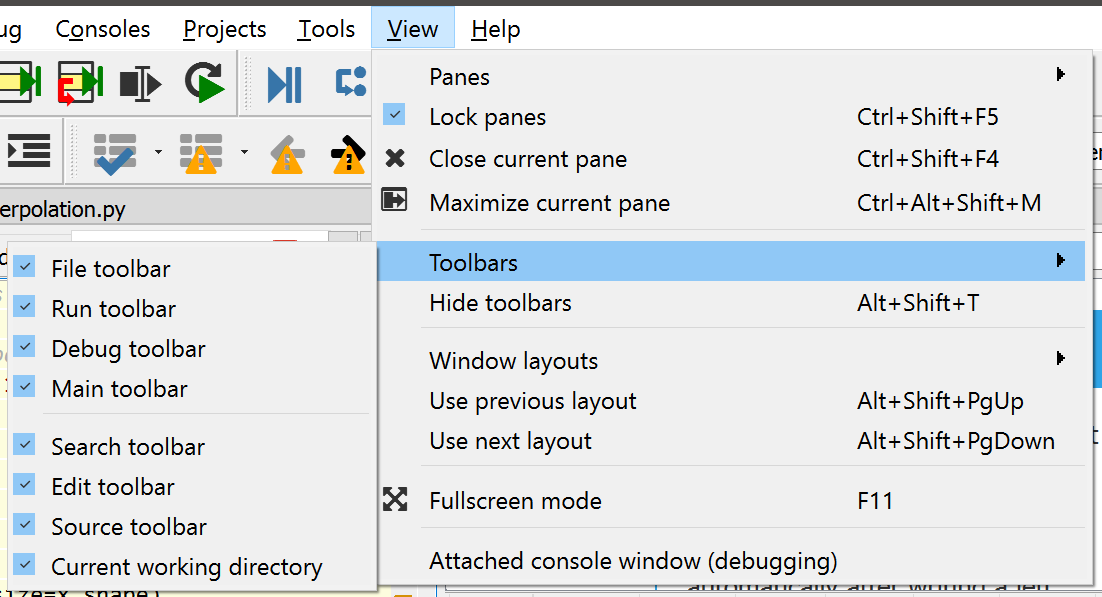 ug Consoles Projects Tools View Help
Panes
Lock panes Ctrl+Shift+F5
Close current pane Ctrl+Shift+F4
Maximize current pane Ctrl+Alt+Shift+M
Toolbars
Hide toolbars Alt+Shift+T
Window layouts
Use previous layout Alt+Shift+PgUp
Use next layout Alt+Shift+PgDown
Fullscreen mode F11
Attached console window (debugging)
erpolation.py
File toolbar
Run toolbar
Debug toolbar
Main toolbar
Search toolbar
Edit toolbar
Source toolbar
Current working directory